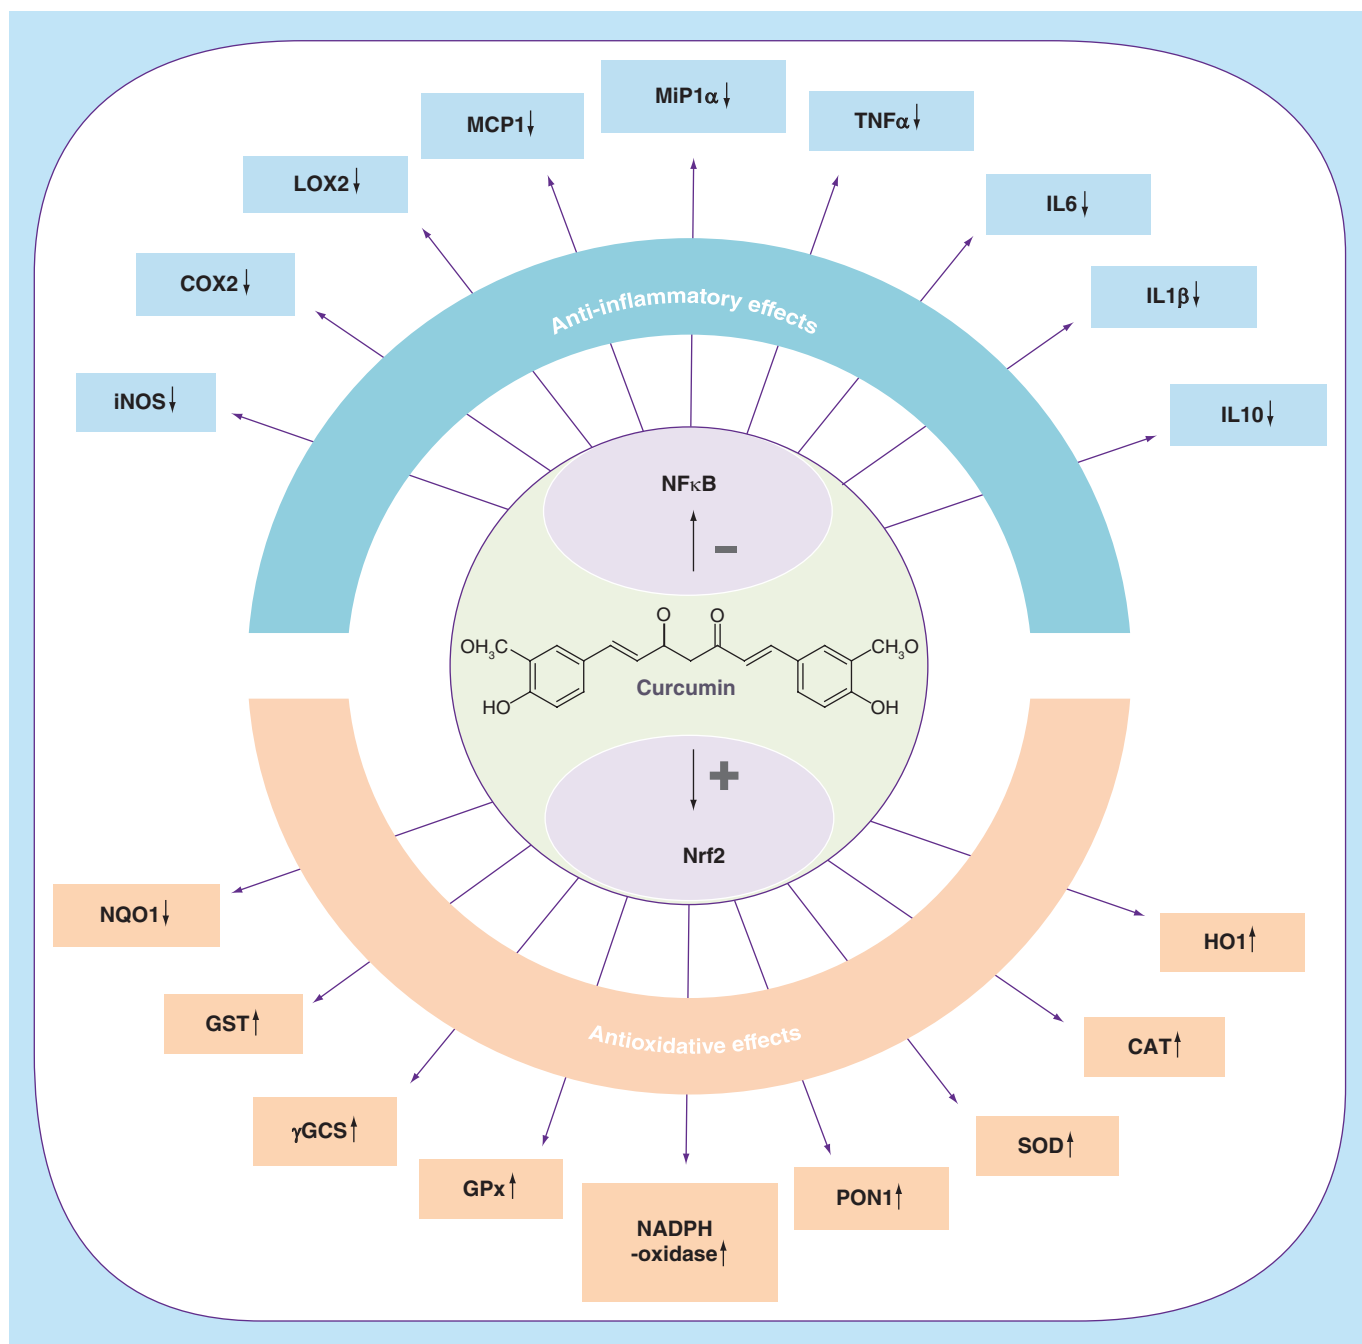 MiP1α↓
MCP1↓
TNFα↓
LOX2↓
IL6↓
COX2↓
IL1β↓
Anti-inflammatory effects
iNOS↓
IL10↓
NFκB
−
O
O
OH3C
CH3O
Curcumin
HO
OH
+
Nrf2
NQO1↓
HO1↑
GST↑
CAT↑
Antioxidative effects
γGCS↑
SOD↑
GPx↑
PON1↑
NADPH
-oxidase↑